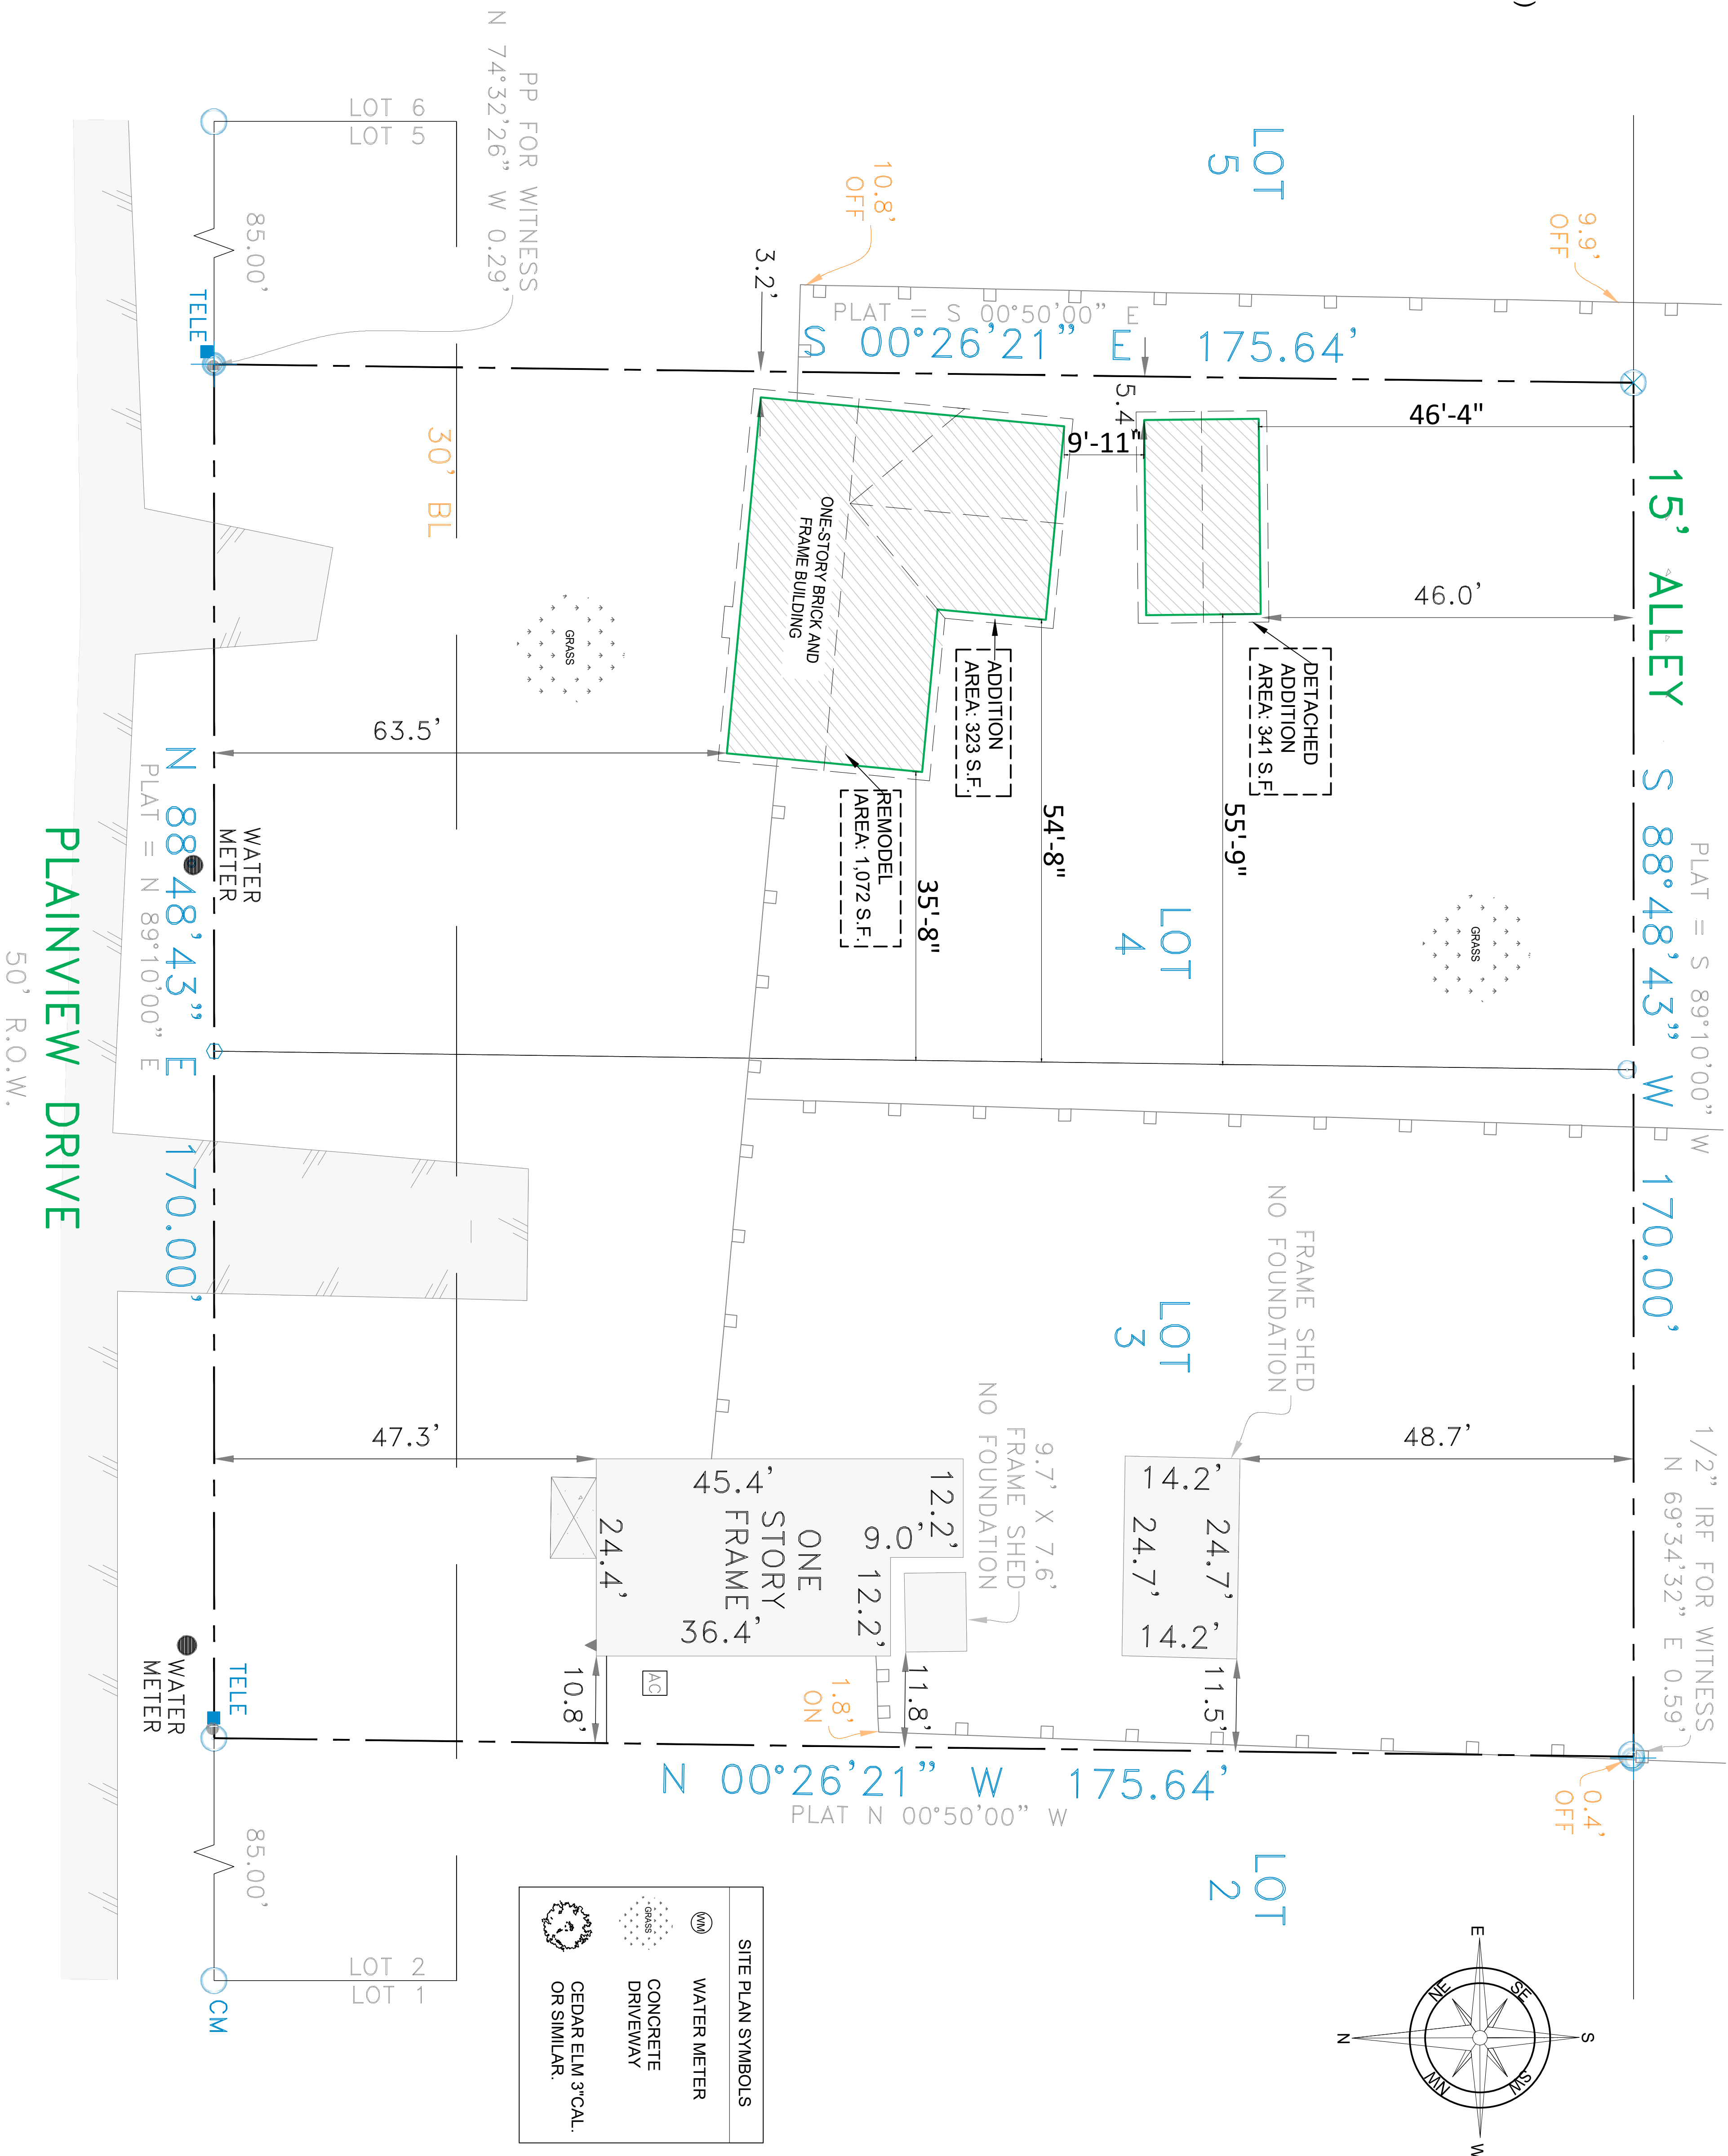 )
15' ALLEY
PLAT = S 89°10'00" W
S 88°48'43" W 170.00'
1/2" IRF FOR WITNESS
N 69°34'32" E 0.59'
LOT
5
9.9'
OFF
10.8'
OFF
PLAT = S 00°50'00" E
S 00°26'21" E 175.64'
3.2'
5.4'
9'-11"
46'-4"
46.0'
DETACHED
ADDITION
AREA: 341 S.F.
55'-9"
ADDITION
AREA: 323 S.F.
54'-8"
REMODEL
AREA: 1,072 S.F.
35'-8"
ONE-STORY BRICK AND
FRAME BUILDING
GRASS
GRASS
LOT
4
LOT
3
FRAME SHED
NO FOUNDATION
9.7' X 7.6'
FRAME SHED
NO FOUNDATION
48.7'
14.2'
24.7'
24.7'
14.2'
11.5'
12.2'
9.0'
12.2'
45.4'
ONE
STORY
FRAME
24.4'
36.4'
10.8'
11.8'
AC
1.8'
ON
0.4'
OFF
47.3'
63.5'
30' BL
PP FOR WITNESS
N 74°32'26" W 0.29'
LOT 6
LOT 5
85.00'
TELE
WATER
METER
N 88°48'43" E 170.00'
PLAT = N 89°10'00" E
PLAINVIEW DRIVE
50' R.O.W.
TELE
WATER
METER
N 00°26'21" W 175.64'
PLAT N 00°50'00" W
LOT
2
85.00'
LOT 2
LOT 1
CM
SITE PLAN SYMBOLS
WM
WATER METER
GRASS
CONCRETE
DRIVEWAY
CEDAR ELM 3"CAL.
OR SIMILAR.
E
SE
S
SW
W
NW
N
NE